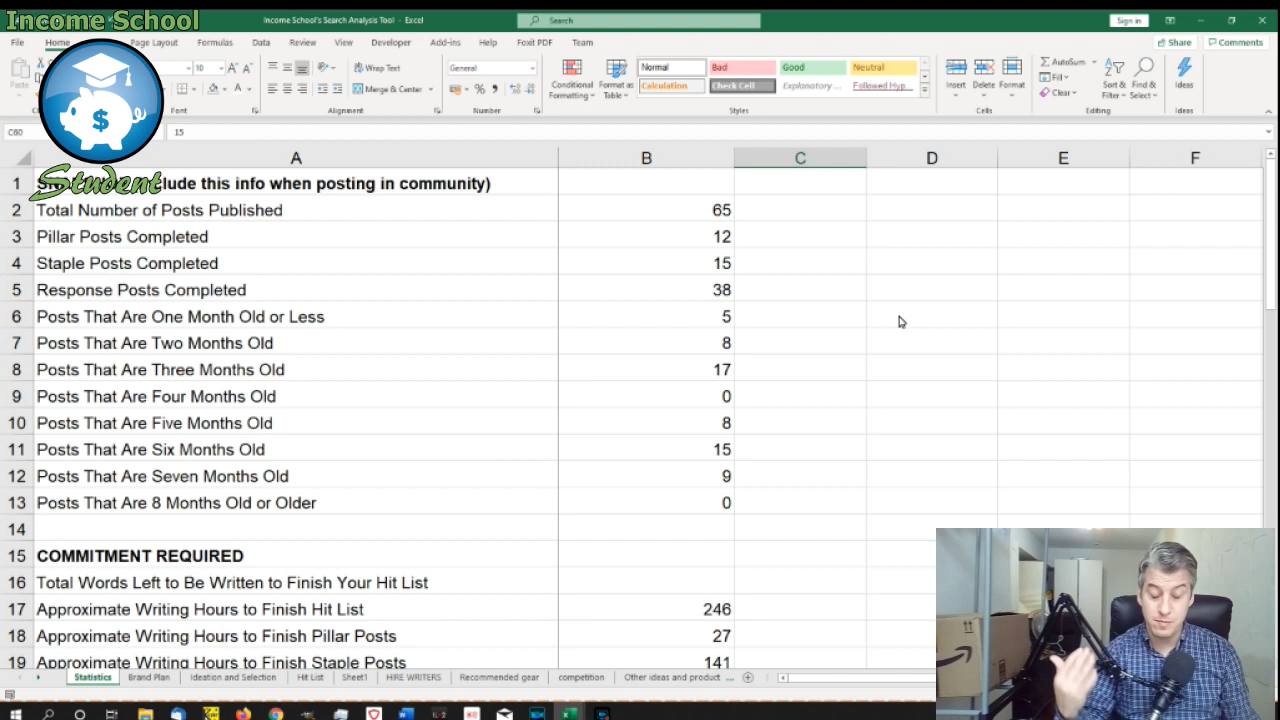 Income School
Income School's Search Analysis Tool - Excel
Search
Sign in
File Home Page Layout Formulas Data Review View Developer Add-ins Help Foxit PDF Team
Share Comments
10 A A
Wrap Text
General
Normal Bad Good Neutral
AutoSum
Merge & Center
$ % ,
Conditional Formatting
Format as Table
Calculation Check Cell Explanatory ... Followed Hyp...
Insert Delete Format
Fill
Clear
Sort & Filter
Find & Select
Ideas
Font Alignment Number Styles Cells Editing Ideas
C60 15
$
Student
A B C D E F
1 clude this info when posting in community)
2 Total Number of Posts Published 65
3 Pillar Posts Completed 12
4 Staple Posts Completed 15
5 Response Posts Completed 38
6 Posts That Are One Month Old or Less 5
7 Posts That Are Two Months Old 8
8 Posts That Are Three Months Old 17
9 Posts That Are Four Months Old 0
10 Posts That Are Five Months Old 8
11 Posts That Are Six Months Old 15
12 Posts That Are Seven Months Old 9
13 Posts That Are 8 Months Old or Older 0
14
15 COMMITMENT REQUIRED
16 Total Words Left to Be Written to Finish Your Hit List
17 Approximate Writing Hours to Finish Hit List 246
18 Approximate Writing Hours to Finish Pillar Posts 27
19 Approximate Writing Hours to Finish Staple Posts 141
Statistics Brand Plan Ideation and Selection Hit List Sheet1 HIRE WRITERS Recommended gear competition Other ideas and product ...